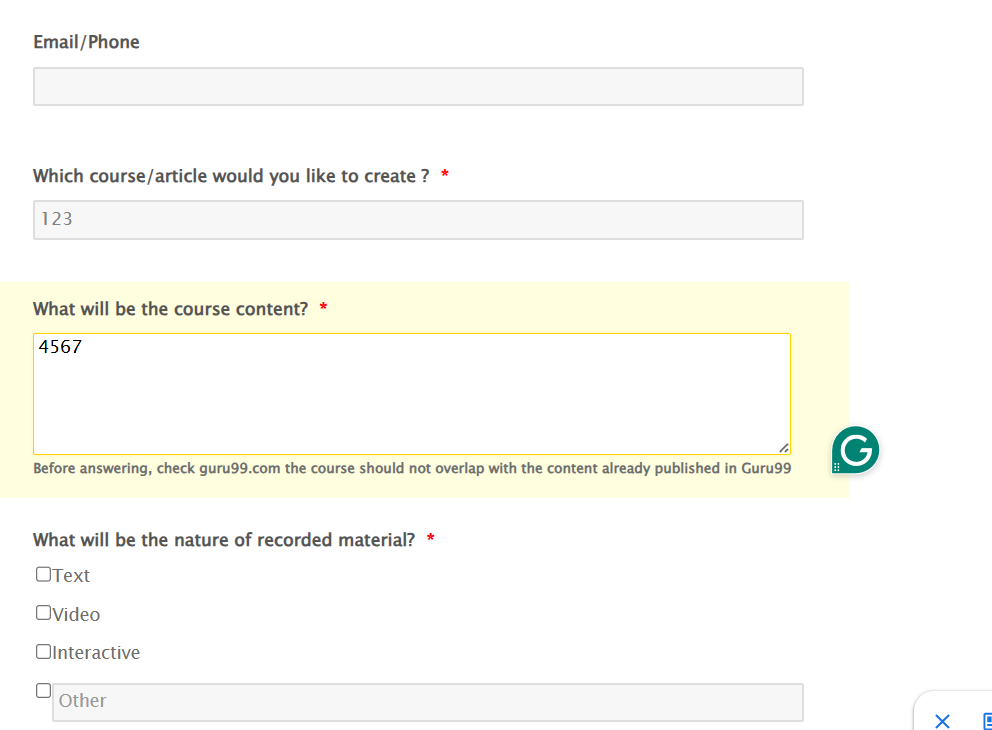 Email/Phone
Which course/article would you like to create ? *
123
What will be the course content? *
4567
Before answering, check guru99.com the course should not overlap with the content already published in Guru99
What will be the nature of recorded material? *
Text
Video
Interactive
Other